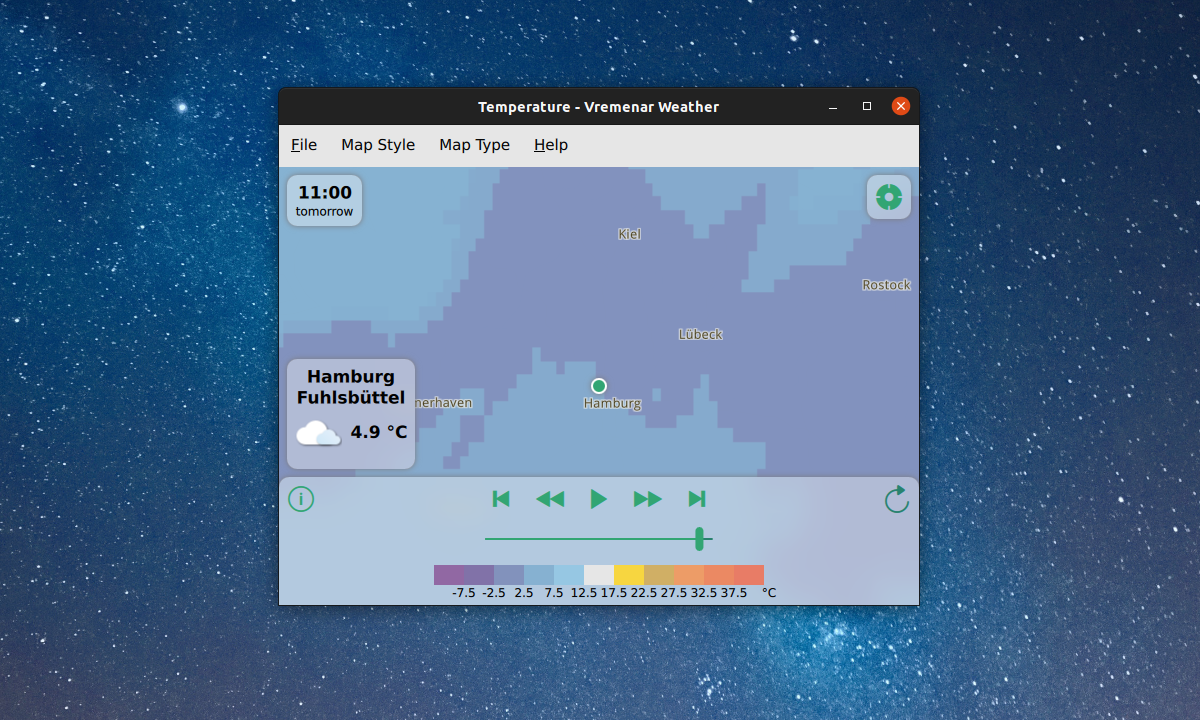 Temperature - Vremenar Weather
File Map Style Map Type Help
11:00
tomorrow
Kiel
Rostock
Lübeck
Hamburg
Fuhlsbüttel
4.9 °C
nerhaven
Hamburg
i
-7.5 -2.5 2.5 7.5 12.5 17.5 22.5 27.5 32.5 37.5 °C